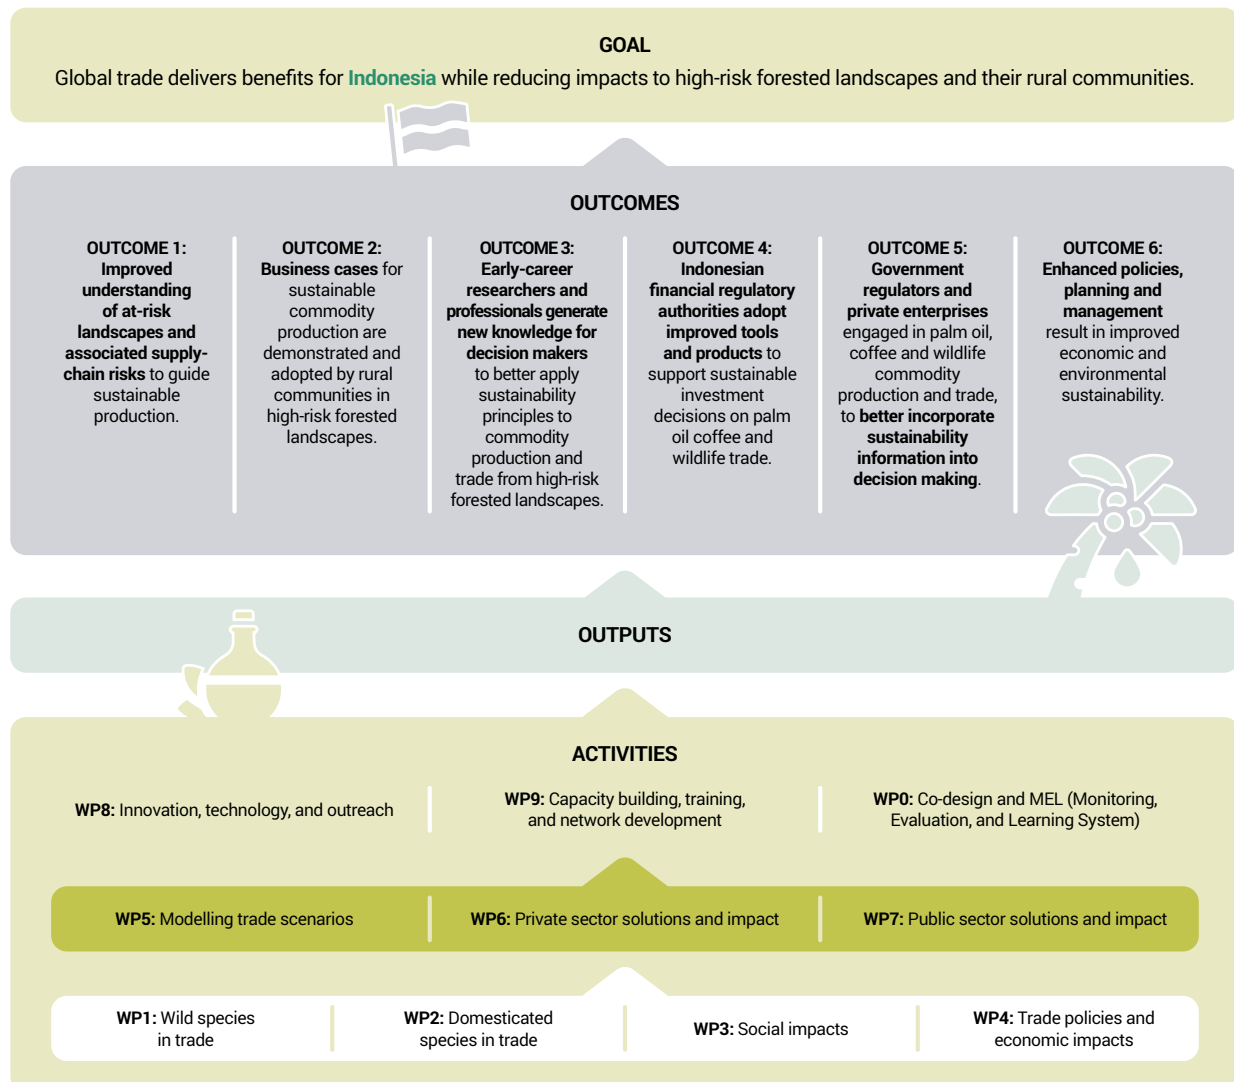 GOAL
Global trade delivers benefits for Indonesia while reducing impacts to high-risk forested landscapes and their rural communities.
OUTCOMES
OUTCOME 1:
Improved
understanding
of at-risk
landscapes and
associated supply-
chain risks to guide
sustainable
production.
OUTCOME 2:
Business cases for
sustainable
commodity
production are
demonstrated and
adopted by rural
communities in
high-risk forested
landscapes.
OUTCOME 3:
Early-career
researchers and
professionals generate
new knowledge for
decision makers
to better apply
sustainability
principles to
commodity
production and
trade from high-risk
forested landscapes.
OUTCOME 4:
Indonesian
financial regulatory
authorities adopt
improved tools
and products to
support sustainable
investment
decisions on palm
oil coffee and
wildlife trade.
OUTCOME 5:
Government
regulators and
private enterprises
engaged in palm oil,
coffee and wildlife
commodity
production and trade,
to better incorporate
sustainability
information into
decision making.
OUTCOME 6:
Enhanced policies,
planning and
management
result in improved
economic and
environmental
sustainability.
OUTPUTS
ACTIVITIES
WP8: Innovation, technology, and outreach
WP9: Capacity building, training,
and network development
WP0: Co-design and MEL (Monitoring,
Evaluation, and Learning System)
WP5: Modelling trade scenarios
WP6: Private sector solutions and impact
WP7: Public sector solutions and impact
WP1: Wild species
in trade
WP2: Domesticated
species in trade
WP3: Social impacts
WP4: Trade policies and
economic impacts